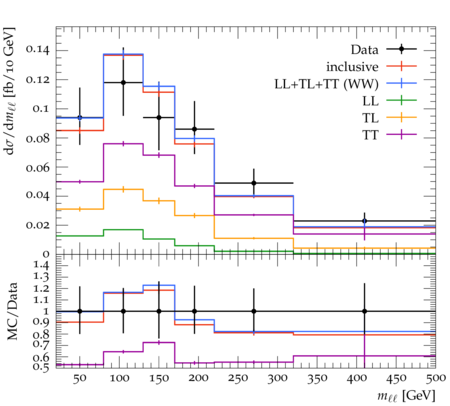 dσ/dmℓℓ [fb/10 GeV]
0.14
0.12
0.1
0.08
0.06
0.04
0.02
0
Data
inclusive
LL+TL+TT (WW)
LL
TL
TT
MC/Data
1.4
1.3
1.2
1.1
1
0.9
0.8
0.7
0.6
0.5
50 100 150 200 250 300 350 400 450 500
mℓℓ [GeV]